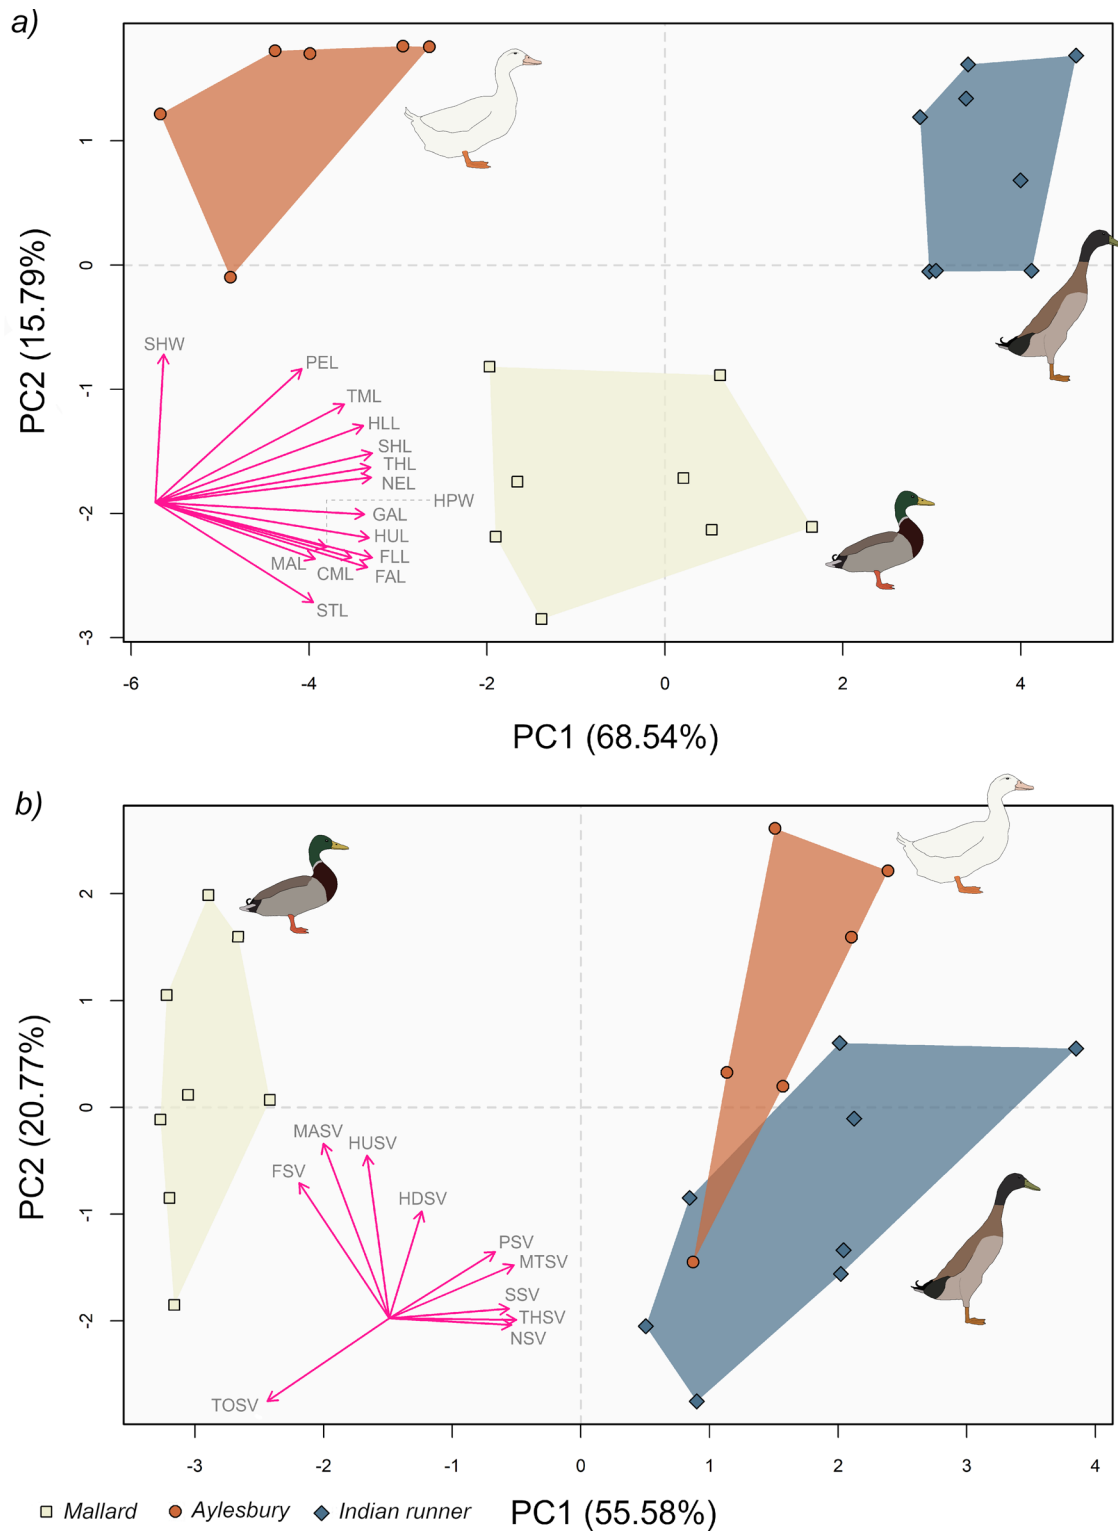 a)
PC2 (15.79%)
1
0
-1
-2
-3
SHW
PEL
TML
HLL
SHL
THL
NEL
HPW
GAL
HUL
FLL
MAL
CML
FAL
STL
-6 -4 -2 0 2 4
PC1 (68.54%)
b)
PC2 (20.77%)
2
1
0
-1
-2
MASV
HUSV
FSV
HDSV
PSV
MTSV
SSV
THSV
NSV
TOSV
-3 -2 -1 0 1 2 3 4
Mallard Aylesbury Indian runner PC1 (55.58%)